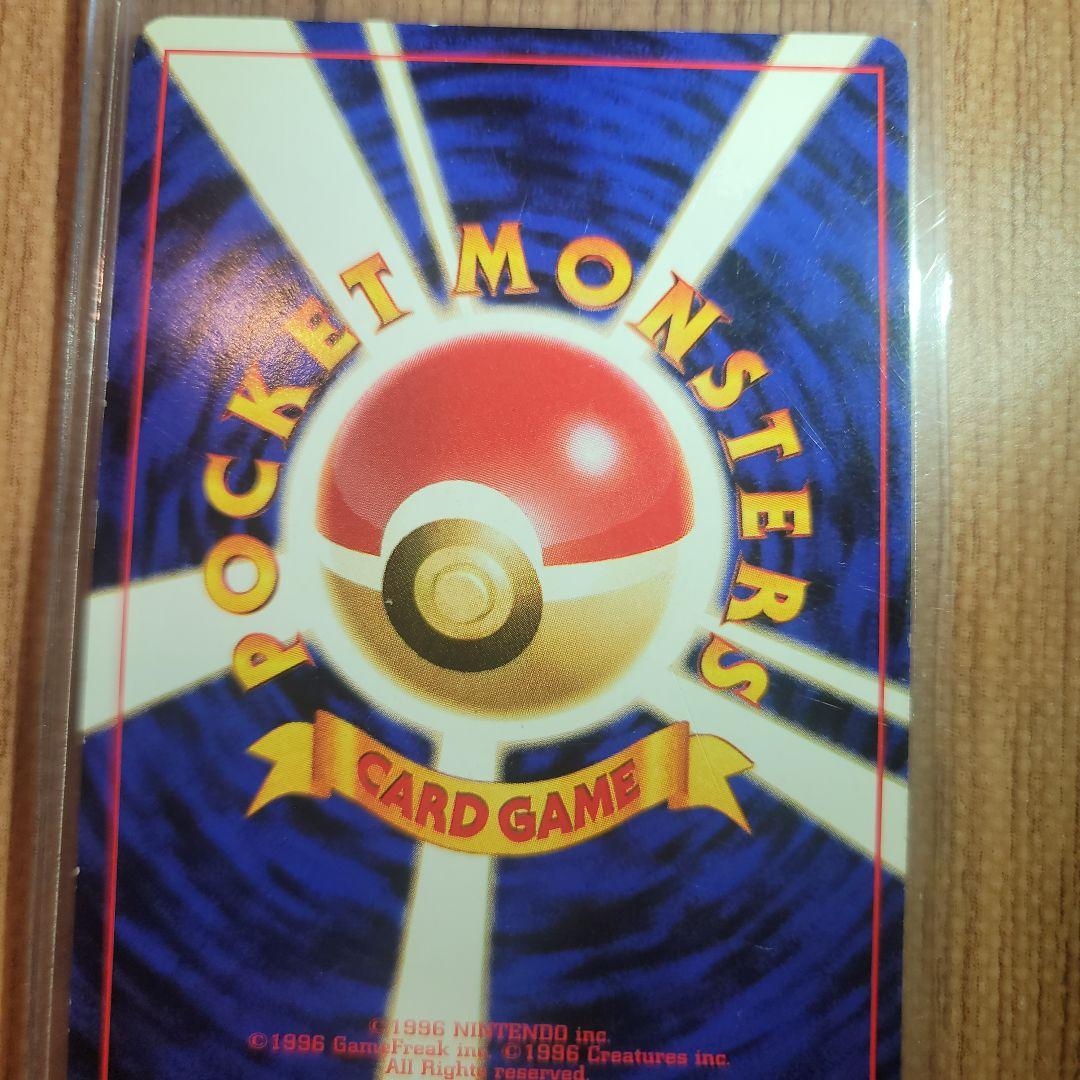 POCKET MONSTERS
CARD GAME
©1996 NINTENDO inc.
©1996 GameFreak inc. ©1996 Creatures inc.
All Rights reserved.